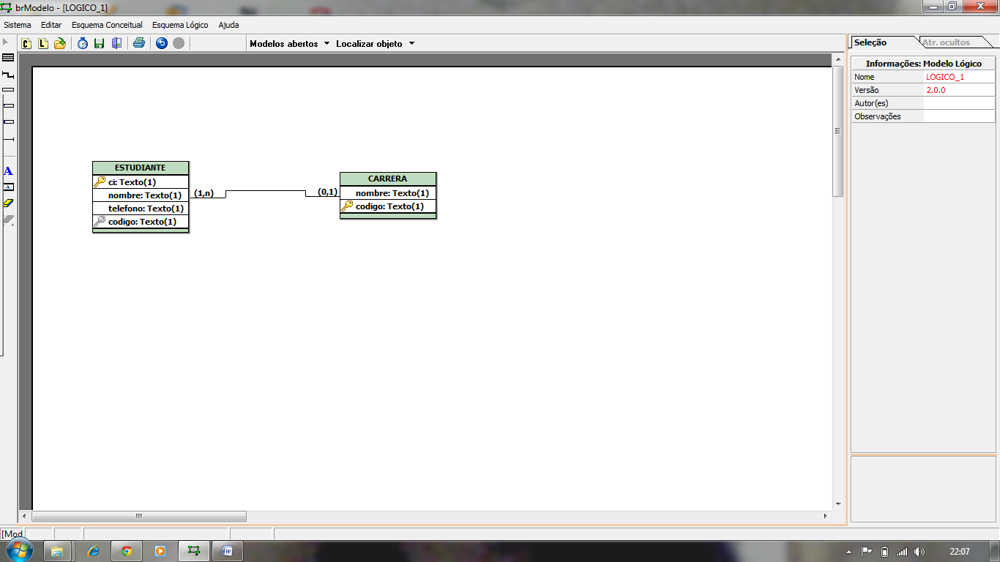 brModelo - [LOGICO_1]
Sistema Editar Esquema Conceitual Esquema Lógico Ajuda
C L Modelos abertos Localizar objeto
Seleção Atr. ocultos
Informações: Modelo Lógico
Nome LOGICO_1
Versão 2.0.0
Autor(es)
Observações
A
A
ESTUDIANTE
ci: Texto(1)
nombre: Texto(1)
telefono: Texto(1)
codigo: Texto(1)
(1,n)
(0,1)
CARRERA
nombre: Texto(1)
codigo: Texto(1)
[Mod
W
22:07